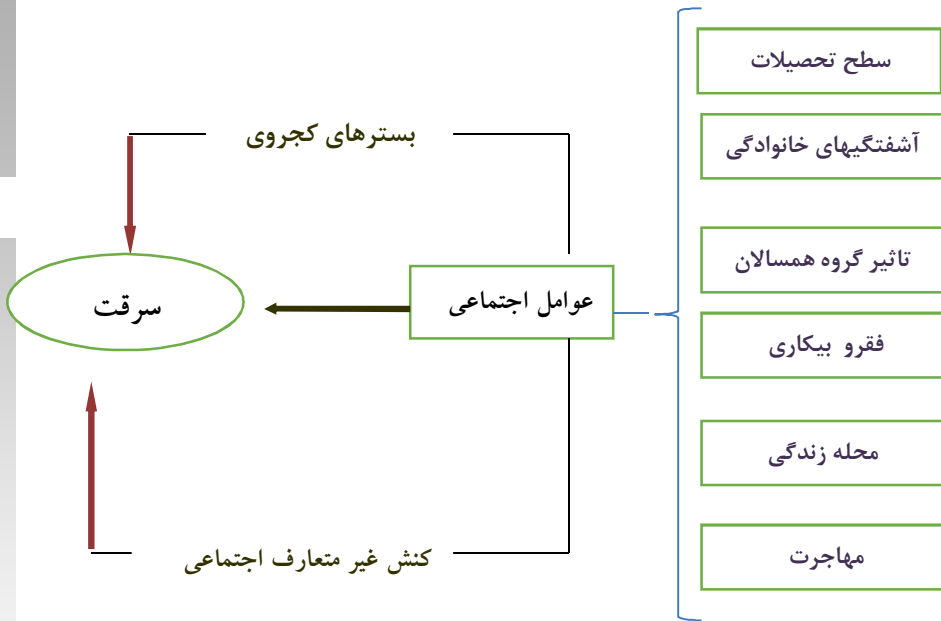 سطح تحصیلات
آشفتگیهای خانوادگی
تاثیر گروه همسالان
فقرو بیکاری
محله زندگی
مهاجرت
عوامل اجتماعی
بسترهای کجروی
کنش غیر متعارف اجتماعی
سرقت